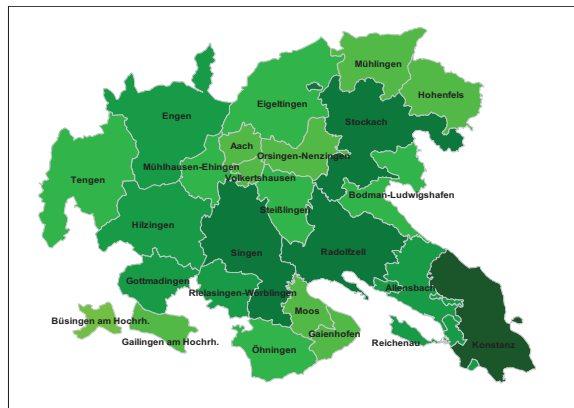 Mühlingen
Hohenfels
Eigeltingen
Engen
Stockach
Aach
Orsingen-Nenzingen
Mühlhausen-Ehingen
Volkertshausen
Tengen
Bodman-Ludwigshafen
Steißlingen
Hilzingen
Singen
Radolfzell
Gottmadingen
Allensbach
Rielasingen-Worblingen
Moos
Büsingen am Hochrh.
Gaienhofen
Gailingen am Hochrh.
Reichenau
Öhningen
Konstanz